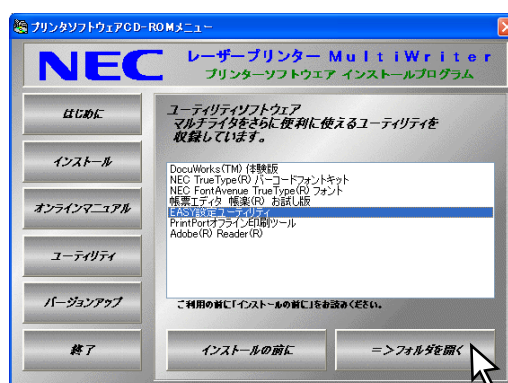 プリンタソフトウェアCD-ROMメニュー
NEC
レーザープリンター MultiWriter
プリンターソフトウエア インストールプログラム
はじめに
インストール
オンラインマニュアル
ユーティリティ
バージョンアップ
終了
ユーティリティソフトウェア
マルチライタをさらに便利に使えるユーティリティを
収録しています。
DocuWorks(TM) 体験版
NEC TrueType(R) バーコードフォントキット
NEC FontAvenue TrueType(R) フォント
帳票エディタ 帳楽(R) お試し版
EASY設定ユーティリティ
PrintPortオフライン印刷ツール
Adobe(R) Reader(R)
ご利用の前に「インストールの前に」をお読みください。
インストールの前に
=＞フォルダを開く